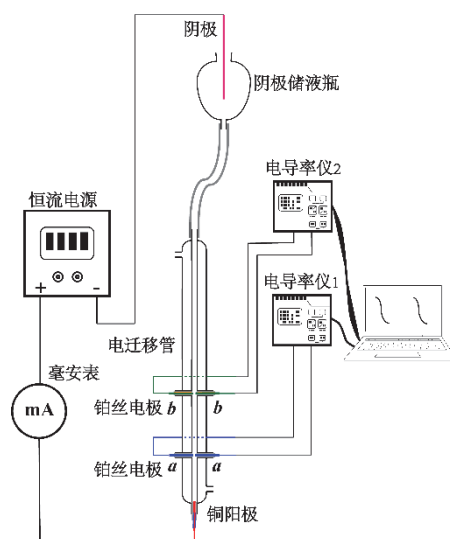 阴极
阴极储液瓶
电导率仪2
恒流电源
+ -
电导率仪1
电迁移管
毫安表
mA
铂丝电极 b b
铂丝电极 a a
铜阳极